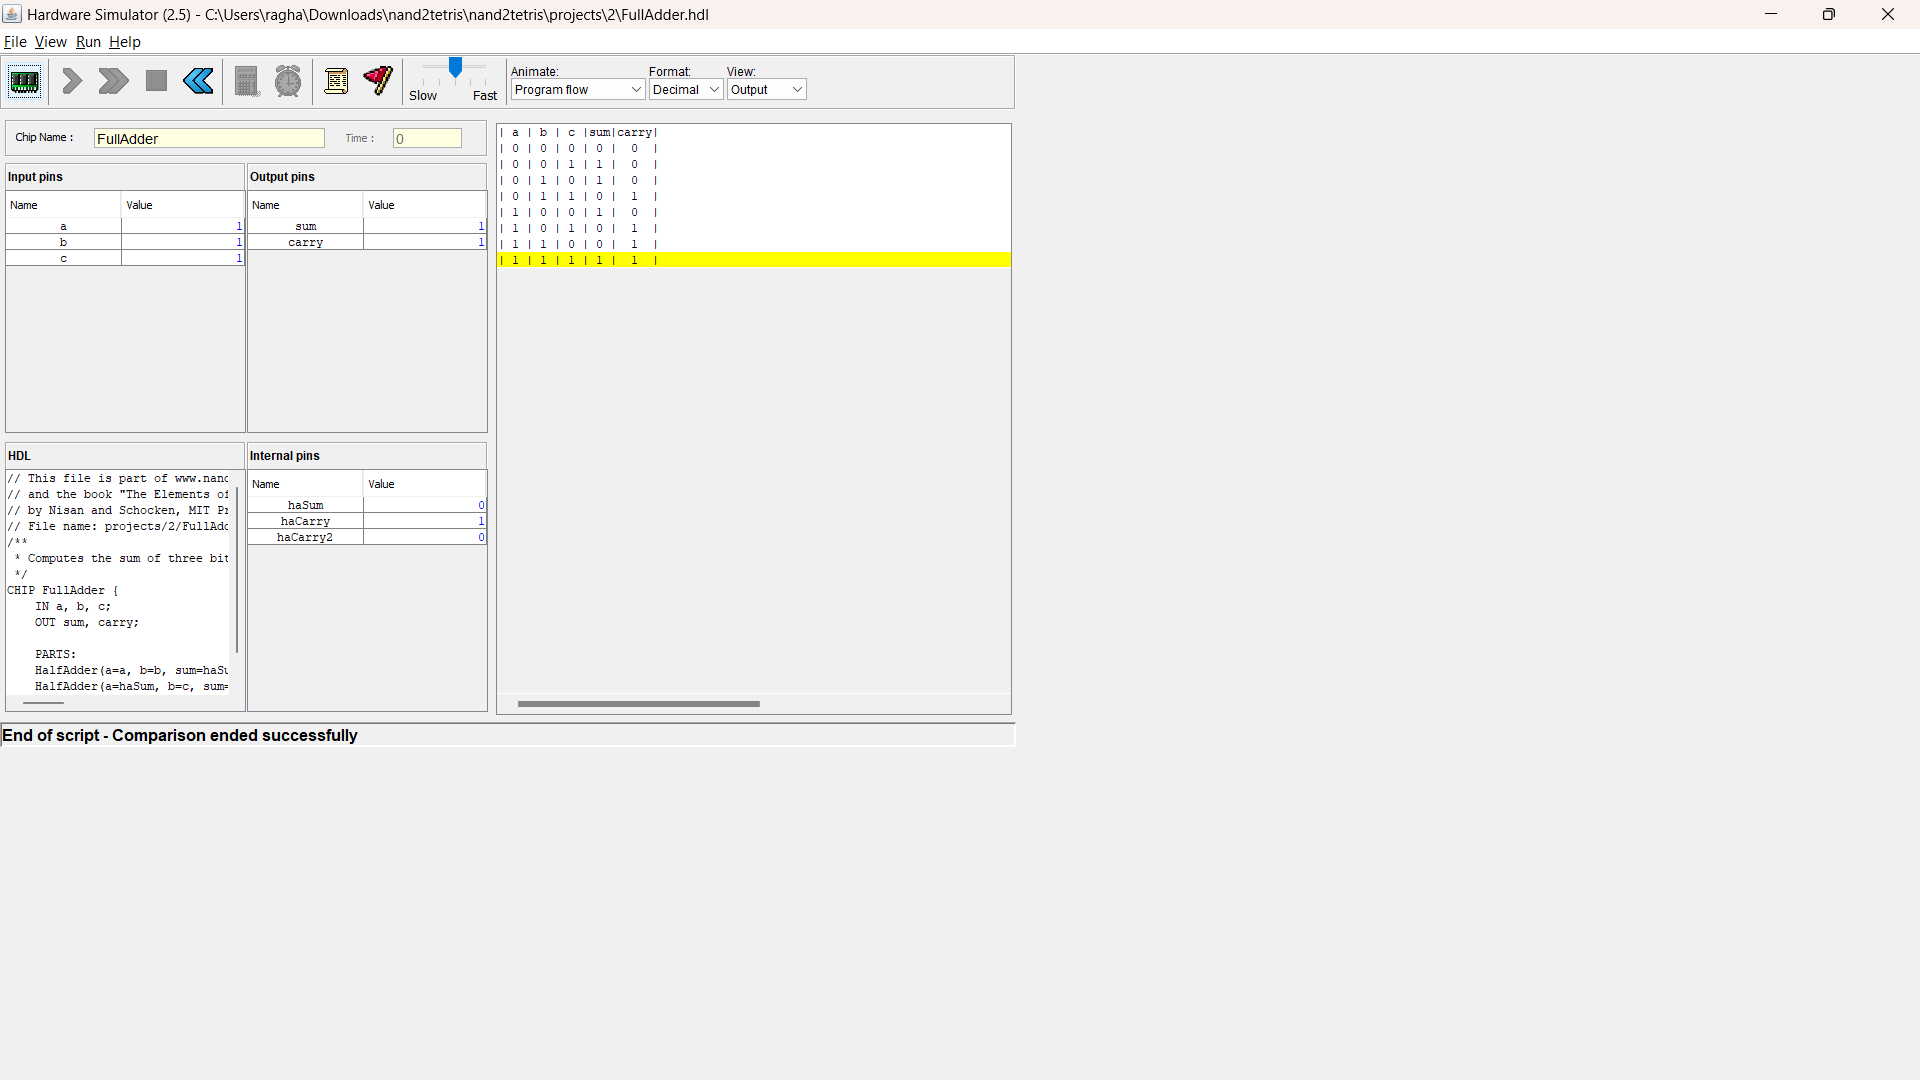 Hardware Simulator (2.5) - C:\Users\ragha\Downloads\nand2tetris\nand2tetris\projects\2\FullAdder.hdl
File View Run Help
Slow Fast
Animate: Format: View:
Program flow Decimal Output
Chip Name : FullAdder Time : 0
Input pins
Name Value
a 1
b 1
c 1
Output pins
Name Value
sum 1
carry 1
| a | b | c |sum|carry|
| 0 | 0 | 0 | 0 | 0 |
| 0 | 0 | 1 | 1 | 0 |
| 0 | 1 | 0 | 1 | 0 |
| 0 | 1 | 1 | 0 | 1 |
| 1 | 0 | 0 | 1 | 0 |
| 1 | 0 | 1 | 0 | 1 |
| 1 | 1 | 0 | 0 | 1 |
| 1 | 1 | 1 | 1 | 1 |
HDL
// This file is part of www.nanc
// and the book "The Elements of
// by Nisan and Schocken, MIT Pr
// File name: projects/2/FullAdd
/**
* Computes the sum of three bit
*/
CHIP FullAdder {
IN a, b, c;
OUT sum, carry;
PARTS:
HalfAdder(a=a, b=b, sum=haSu
HalfAdder(a=haSum, b=c, sum=
Internal pins
Name Value
haSum 0
haCarry 1
haCarry2 0
End of script - Comparison ended successfully